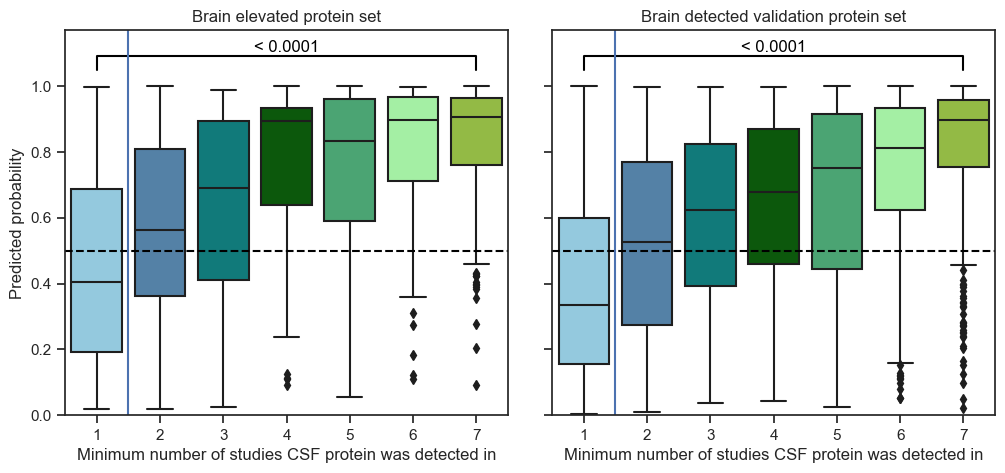 Brain elevated protein set
Brain detected validation protein set
< 0.0001
< 0.0001
1.0
0.8
0.6
0.4
0.2
0.0
Predicted probability
1 2 3 4 5 6 7
1 2 3 4 5 6 7
Minimum number of studies CSF protein was detected in
Minimum number of studies CSF protein was detected in